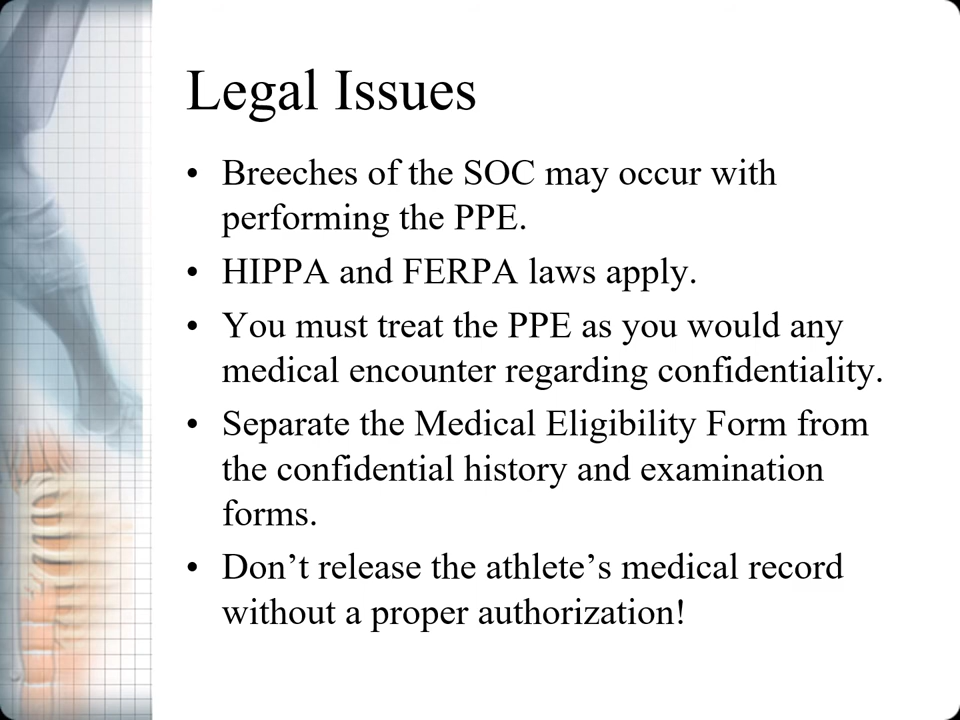 Legal Issues
• Breeches of the SOC may occur with
performing the PPE.
• HIPPA and FERPA laws apply.
• You must treat the PPE as you would any
medical encounter regarding confidentiality.
• Separate the Medical Eligibility Form from
the confidential history and examination
forms.
• Don’t release the athlete’s medical record
without a proper authorization!